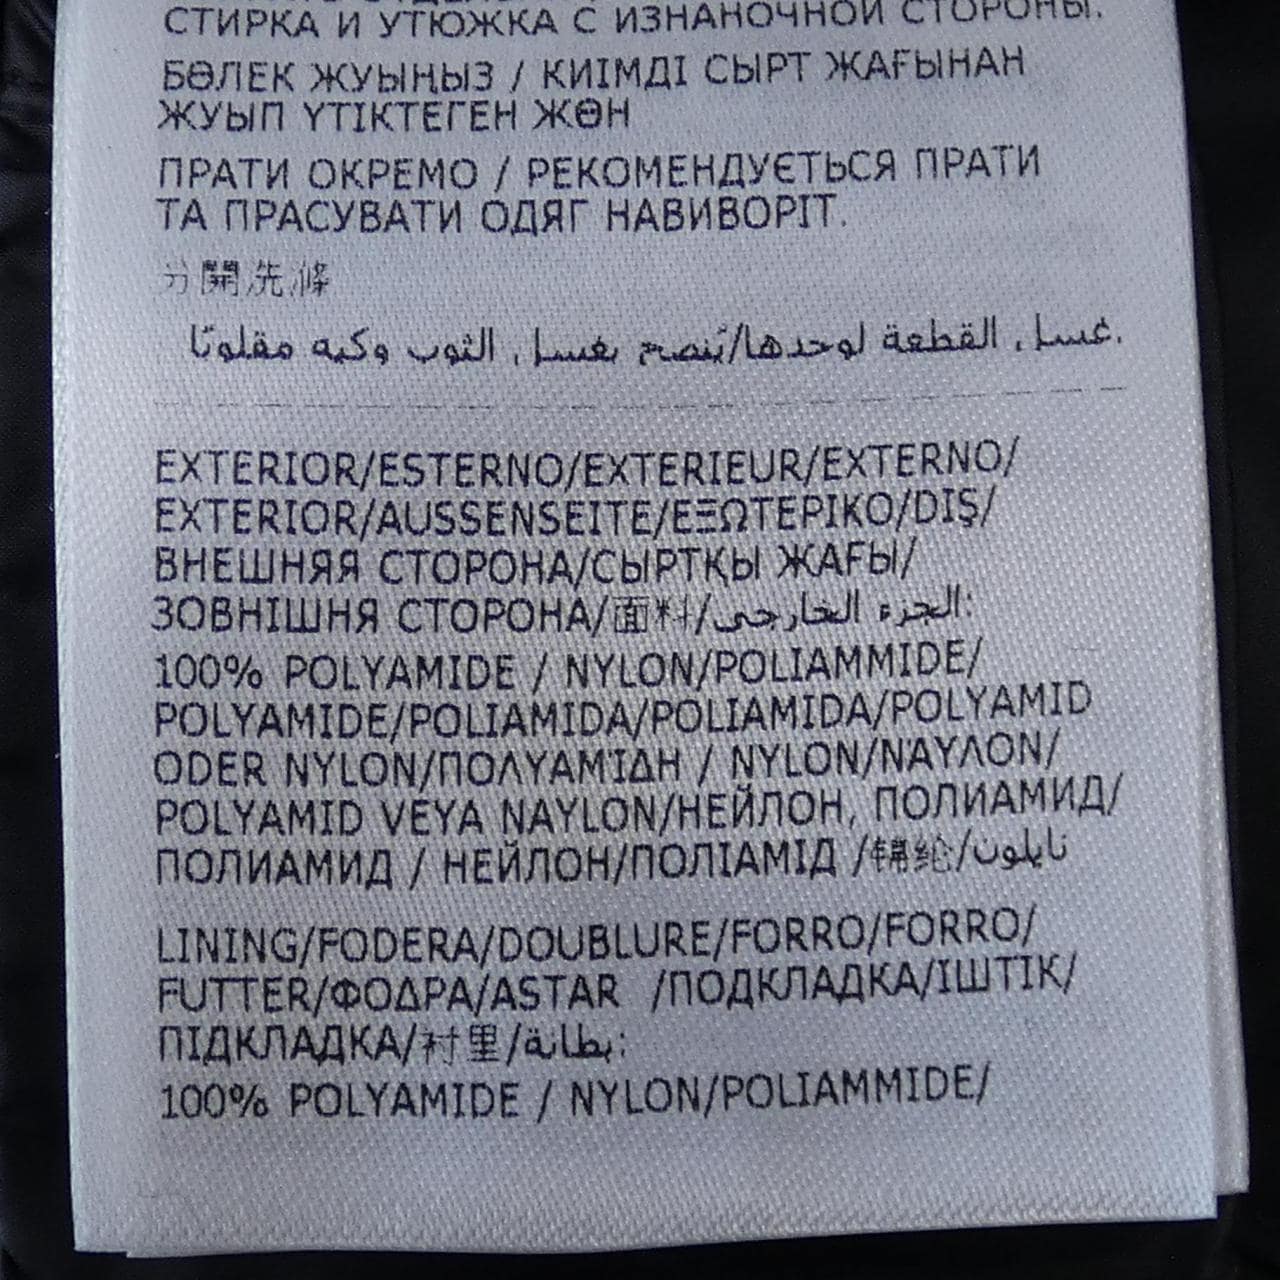 СТИРКА И УТЮЖКА С ИЗНАНОЧНОЙ СТОРОНЫ.
БӨЛЕК ЖУЫҢЫЗ / КИІМДІ СЫРТ ЖАҒЫНАН
ЖУЫП ҮТІКТЕГЕН ЖӨН
ПРАТИ ОКРЕМО / РЕКОМЕНДУЄТЬСЯ ПРАТИ
ТА ПРАСУВАТИ ОДЯГ НАВИВОРІТ.
分開洗滌
غسل القطعة لوحدها/يُنصح بغسل الثوب وكيه مقلوبًا.
EXTERIOR/ESTERNO/EXTERIEUR/EXTERNO/
EXTERIOR/AUSSENSEITE/ΕΞΩΤΕΡΙΚΟ/DIŞ/
ВНЕШНЯЯ СТОРОНА/СЫРТҚЫ ЖАҒЫ/
ЗОВНІШНЯ СТОРОНА/面料/الجزء الخارجي:
100% POLYAMIDE / NYLON/POLIAMMIDE/
POLYAMIDE/POLIAMIDA/POLIAMIDA/POLYAMID
ODER NYLON/ΠΟΛΥΑΜΊΔΗ / NYLON/ΝΆΥΛΟΝ/
POLYAMID VEYA NAYLON/НЕЙЛОН, ПОЛИАМИД/
ПОЛИАМИД / НЕЙЛОН/ПОЛІАМІД /锦纶/نايلون
LINING/FODERA/DOUBLURE/FORRO/FORRO/
FUTTER/ΦΟΔΡΑ/ASTAR /ПОДКЛАДКА/ІШТІК/
ПІДКЛАДКА/衬里/بطانة:
100% POLYAMIDE / NYLON/POLIAMMIDE/